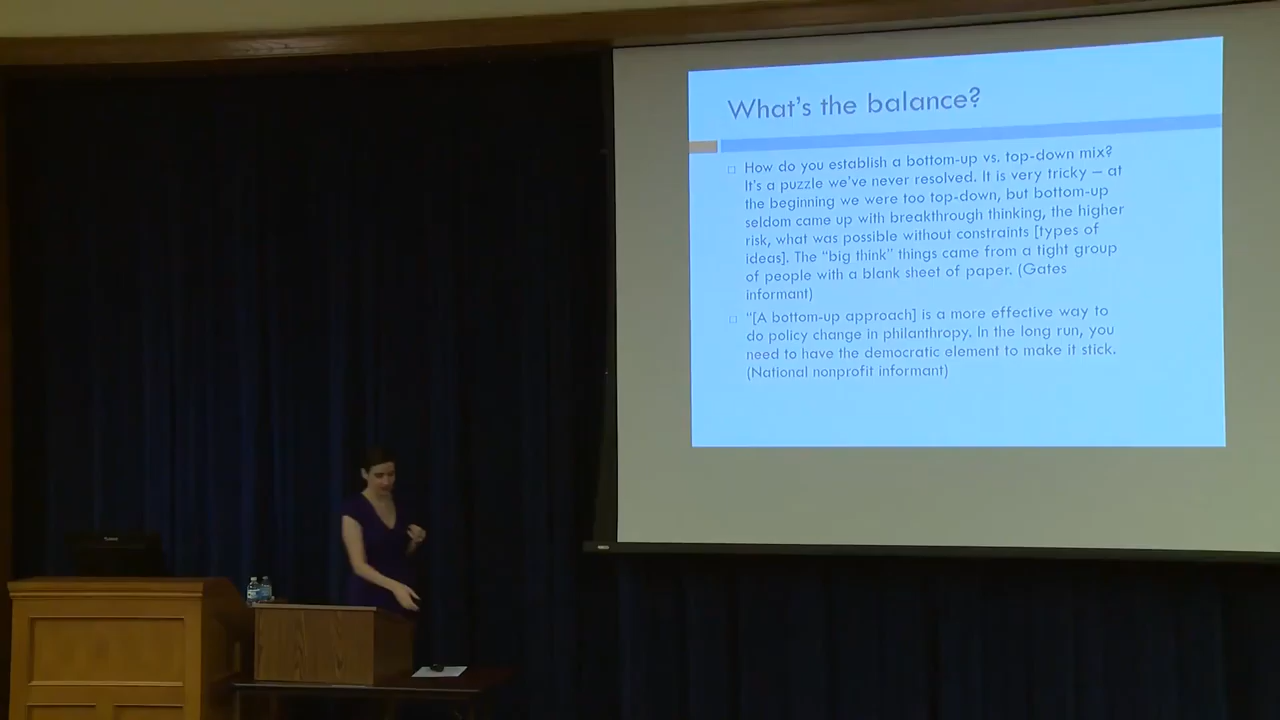 What's the balance?
How do you establish a bottom-up vs. top-down mix?
It's a puzzle we've never resolved. It is very tricky – at
the beginning we were too top-down, but bottom-up
seldom came up with breakthrough thinking, the higher
risk, what was possible without constraints [types of
ideas]. The "big think" things came from a tight group
of people with a blank sheet of paper. (Gates
informant)
"[A bottom-up approach] is a more effective way to
do policy change in philanthropy. In the long run, you
need to have the democratic element to make it stick.
(National nonprofit informant)